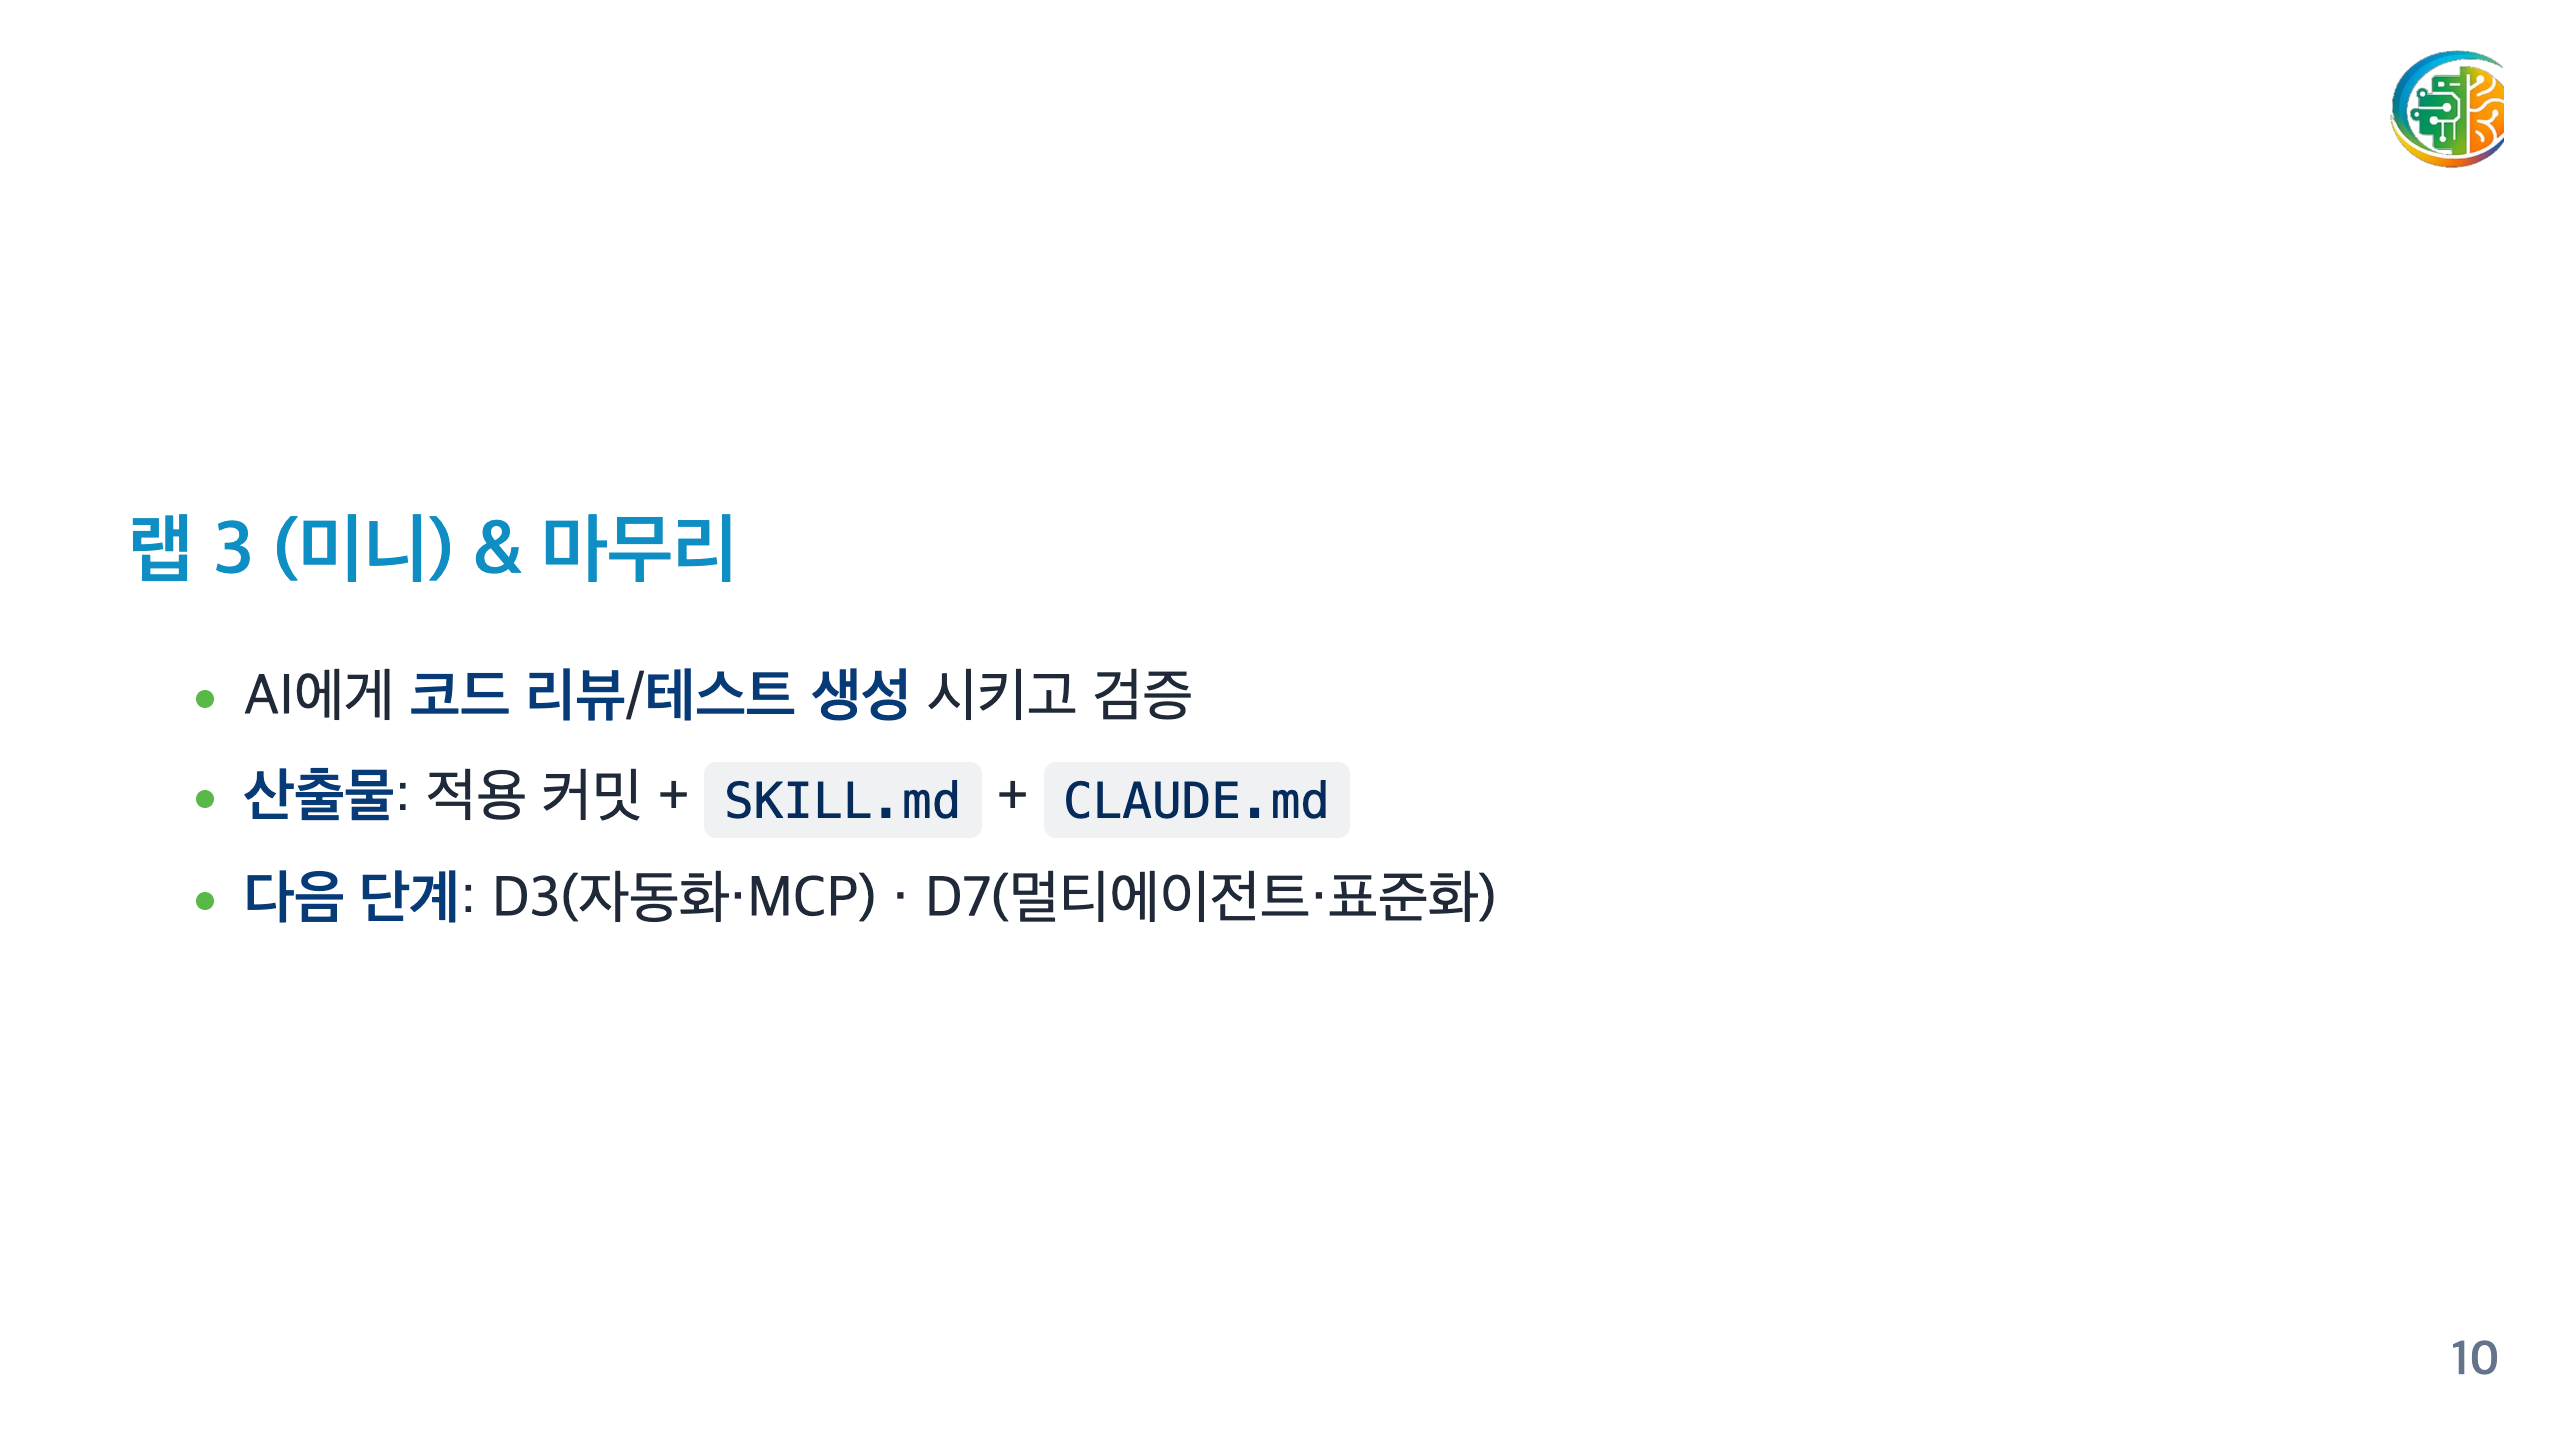 랩 3 (미니) & 마무리
AI에게 코드 리뷰/테스트 생성 시키고 검증
산출물: 적용 커밋 + SKILL.md + CLAUDE.md
다음 단계: D3(자동화·MCP) · D7(멀티에이전트·표준화)
10